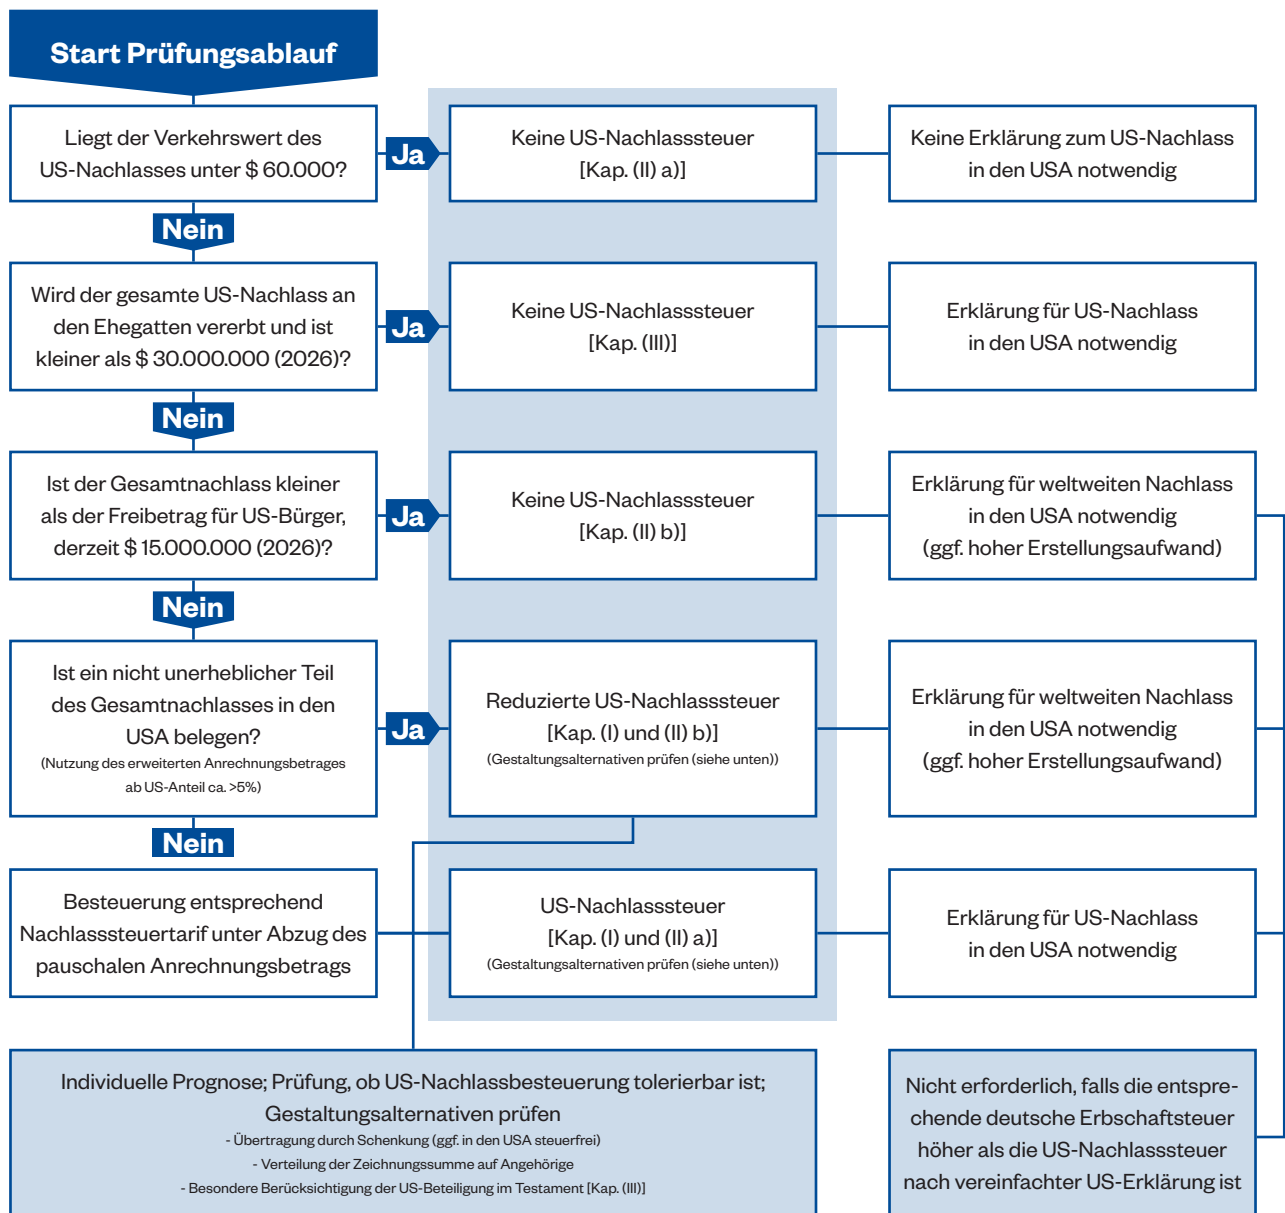 Start Prüfungsablauf
Liegt der Verkehrswert des
US-Nachlasses unter $ 60.000?
Ja
Keine US-Nachlasssteuer
[Kap. (II) a)]
Keine Erklärung zum US-Nachlass
in den USA notwendig
Nein
Wird der gesamte US-Nachlass an
den Ehegatten vererbt und ist
kleiner als $ 30.000.000 (2026)?
Ja
Keine US-Nachlasssteuer
[Kap. (III)]
Erklärung für US-Nachlass
in den USA notwendig
Nein
Ist der Gesamtnachlass kleiner
als der Freibetrag für US-Bürger,
derzeit $ 15.000.000 (2026)?
Ja
Keine US-Nachlasssteuer
[Kap. (II) b)]
Erklärung für weltweiten Nachlass
in den USA notwendig
(ggf. hoher Erstellungsaufwand)
Nein
Ist ein nicht unerheblicher Teil
des Gesamtnachlasses in den
USA belegen?
(Nutzung des erweiterten Anrechnungsbetrages
ab US-Anteil ca. >5%)
Ja
Reduzierte US-Nachlasssteuer
[Kap. (I) und (II) b)]
(Gestaltungsalternativen prüfen (siehe unten))
Erklärung für weltweiten Nachlass
in den USA notwendig
(ggf. hoher Erstellungsaufwand)
Nein
Besteuerung entsprechend
Nachlasssteuertarif unter Abzug des
pauschalen Anrechnungsbetrags
US-Nachlasssteuer
[Kap. (I) und (II) a)]
(Gestaltungsalternativen prüfen (siehe unten))
Erklärung für US-Nachlass
in den USA notwendig
Individuelle Prognose; Prüfung, ob US-Nachlassbesteuerung tolerierbar ist;
Gestaltungsalternativen prüfen
- Übertragung durch Schenkung (ggf. in den USA steuerfrei)
- Verteilung der Zeichnungssumme auf Angehörige
- Besondere Berücksichtigung der US-Beteiligung im Testament [Kap. (III)]
Nicht erforderlich, falls die entspre-
chende deutsche Erbschaftsteuer
höher als die US-Nachlasssteuer
nach vereinfachter US-Erklärung ist